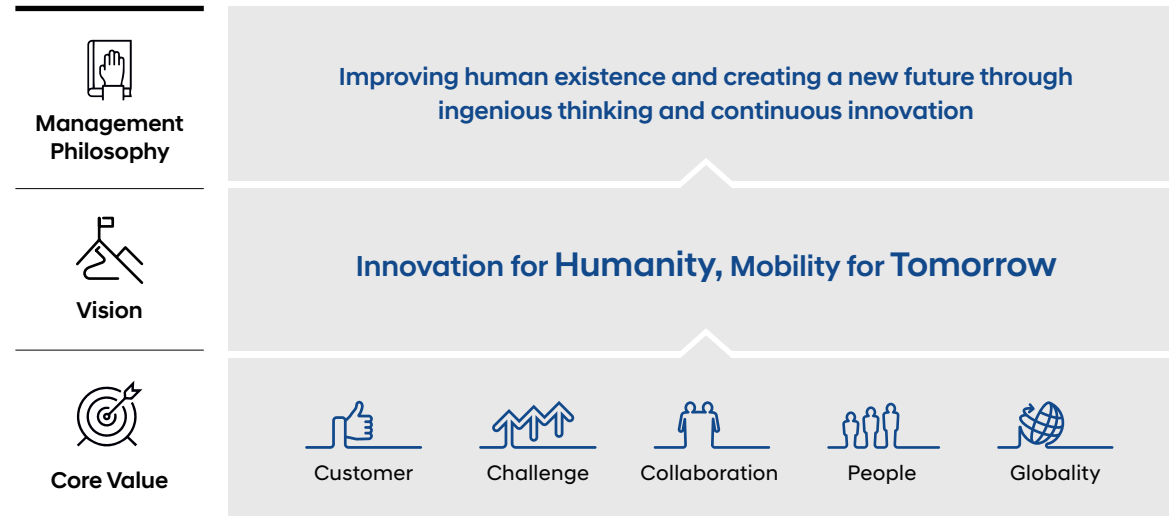 Management
Philosophy
Improving human existence and creating a new future through
ingenious thinking and continuous innovation
Vision
Innovation for Humanity, Mobility for Tomorrow
Core Value
Customer
Challenge
Collaboration
People
Globality